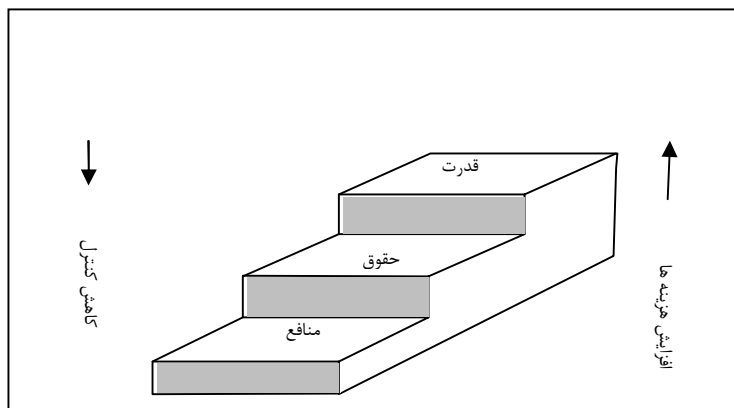 قدرت
حقوق
منافع
افزایش هزینه ها
کاهش کنترل